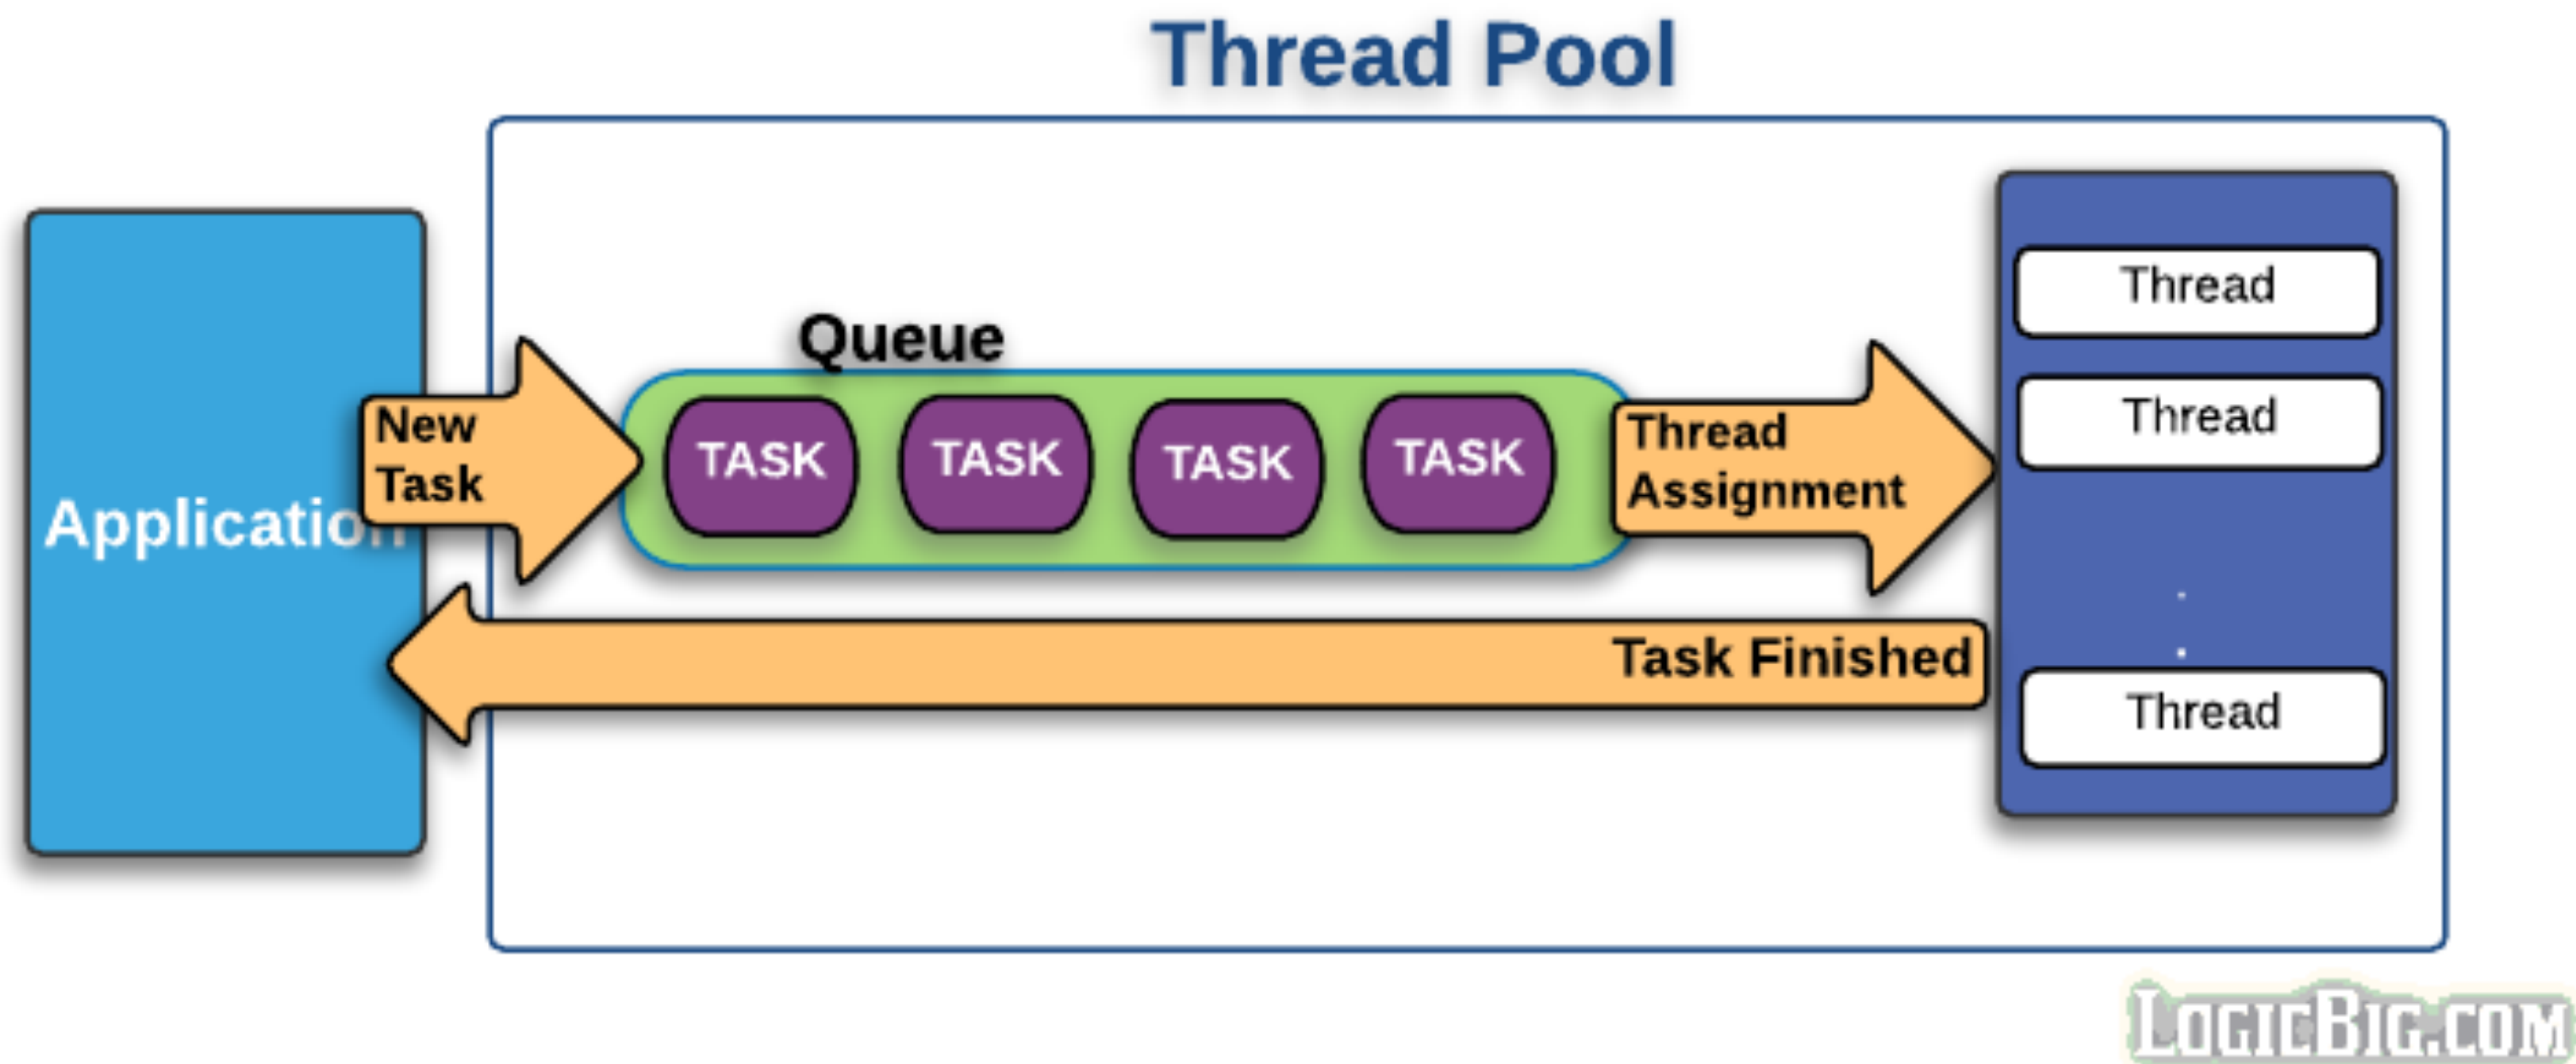 Thread Pool
Queue
New
Task
TASK
TASK
TASK
TASK
Thread
Assignment
Application
Task Finished
Thread
Thread
.
.
Thread
LogicBig.com